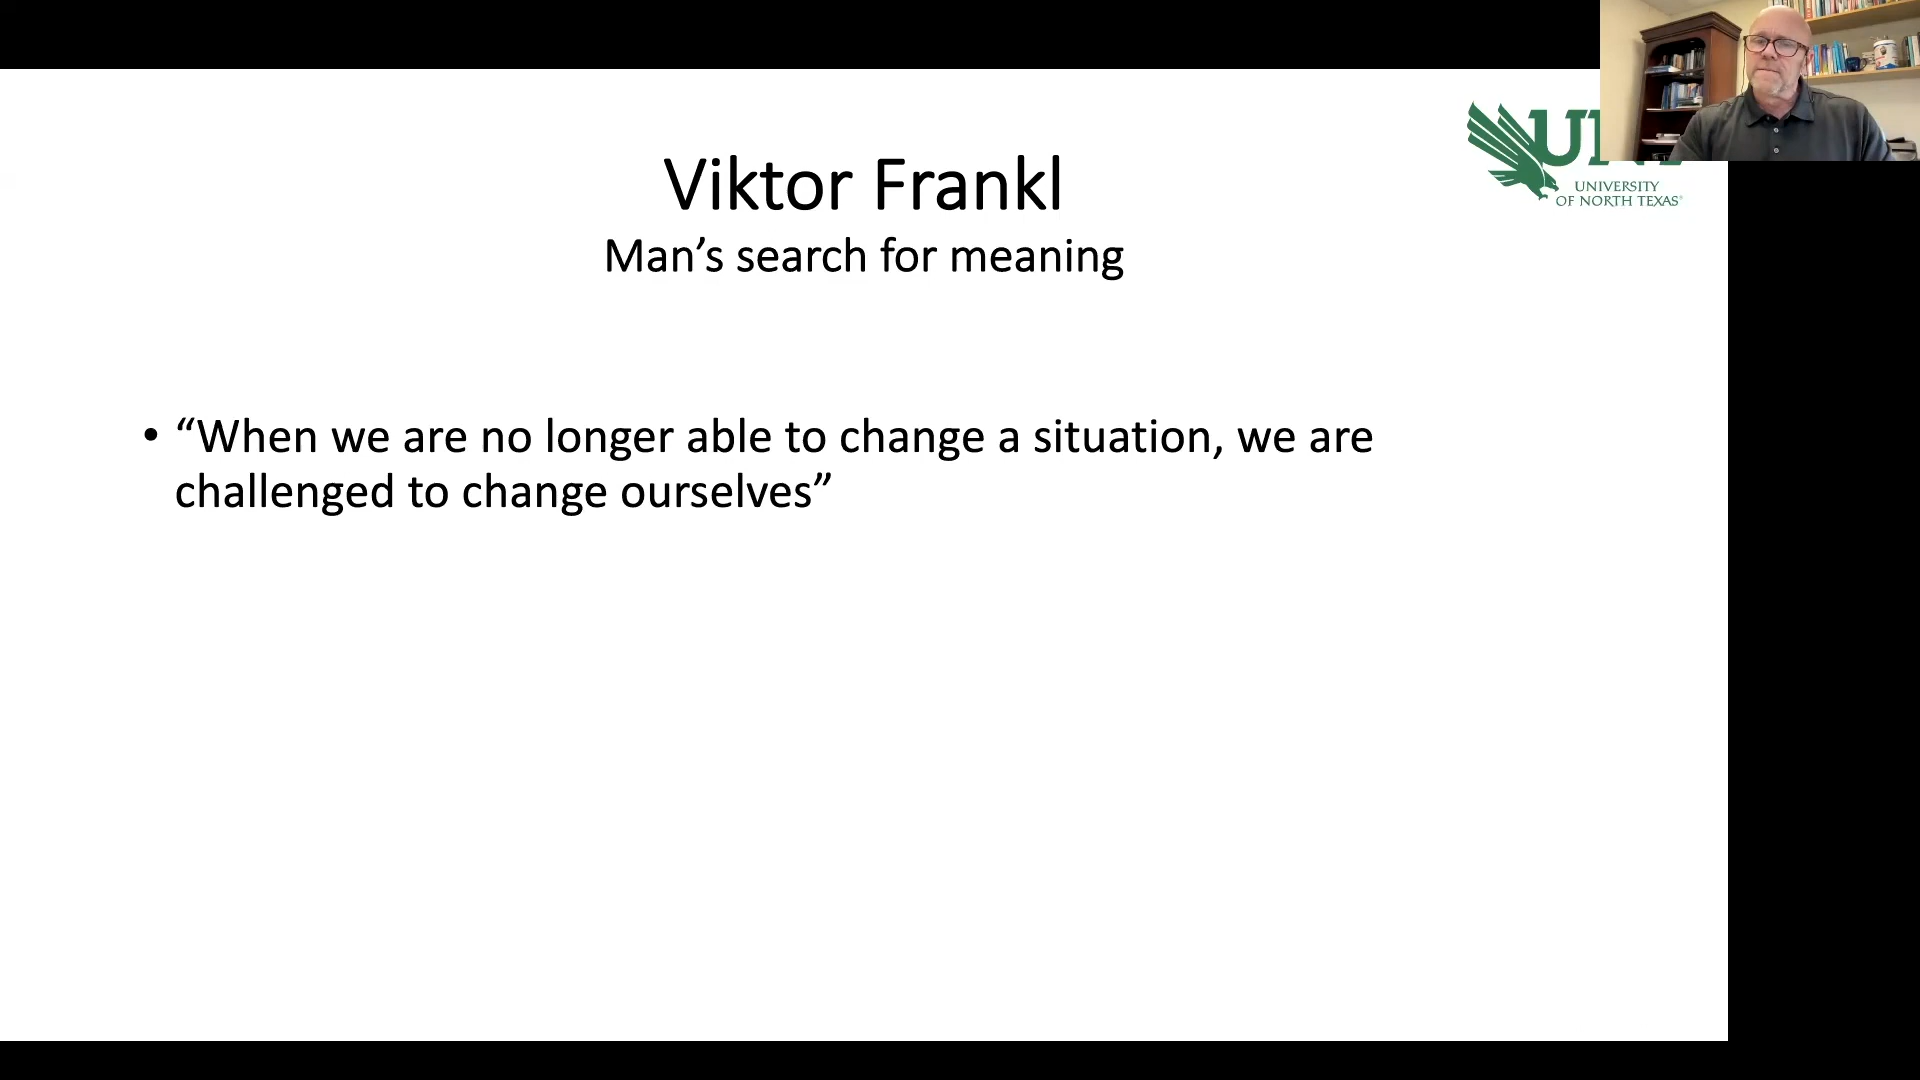 Viktor Frankl
Man’s search for meaning
UNIVERSITY
OF NORTH TEXAS®
• “When we are no longer able to change a situation, we are
challenged to change ourselves”